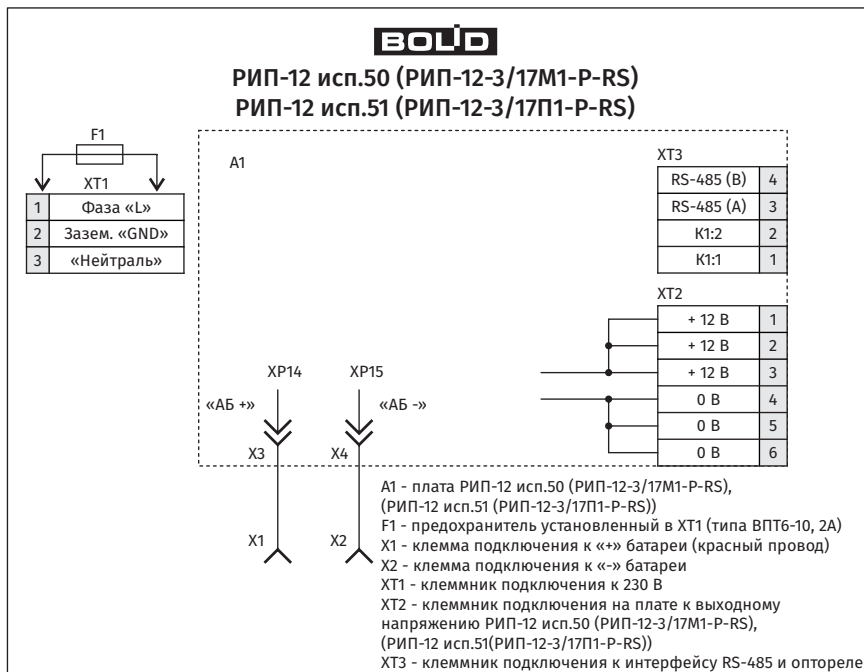 BOLID
РИП-12 исп.50 (РИП-12-3/17М1-Р-RS)
РИП-12 исп.51 (РИП-12-3/17П1-Р-RS)
F1
XT1
1 Фаза «L»
2 Зазем. «GND»
3 «Нейтраль»
A1
XT3
RS-485 (B) 4
RS-485 (A) 3
K1:2 2
K1:1 1
XT2
+ 12 В 1
+ 12 В 2
+ 12 В 3
0 В 4
0 В 5
0 В 6
XP14 XP15
«АБ +» «АБ -»
X3 X4
X1 X2
A1 - плата РИП-12 исп.50 (РИП-12-3/17М1-Р-RS),
(РИП-12 исп.51 (РИП-12-3/17П1-Р-RS))
F1 - предохранитель установленный в XT1 (типа ВПТ6-10, 2А)
X1 - клемма подключения к «+» батареи (красный провод)
X2 - клемма подключения к «-» батареи
XT1 - клеммник подключения к 230 В
XT2 - клеммник подключения на плате к выходному
напряжению РИП-12 исп.50 (РИП-12-3/17М1-Р-RS),
(РИП-12 исп.51(РИП-12-3/17П1-Р-RS))
XT3 - клеммник подключения к интерфейсу RS-485 и оптореле